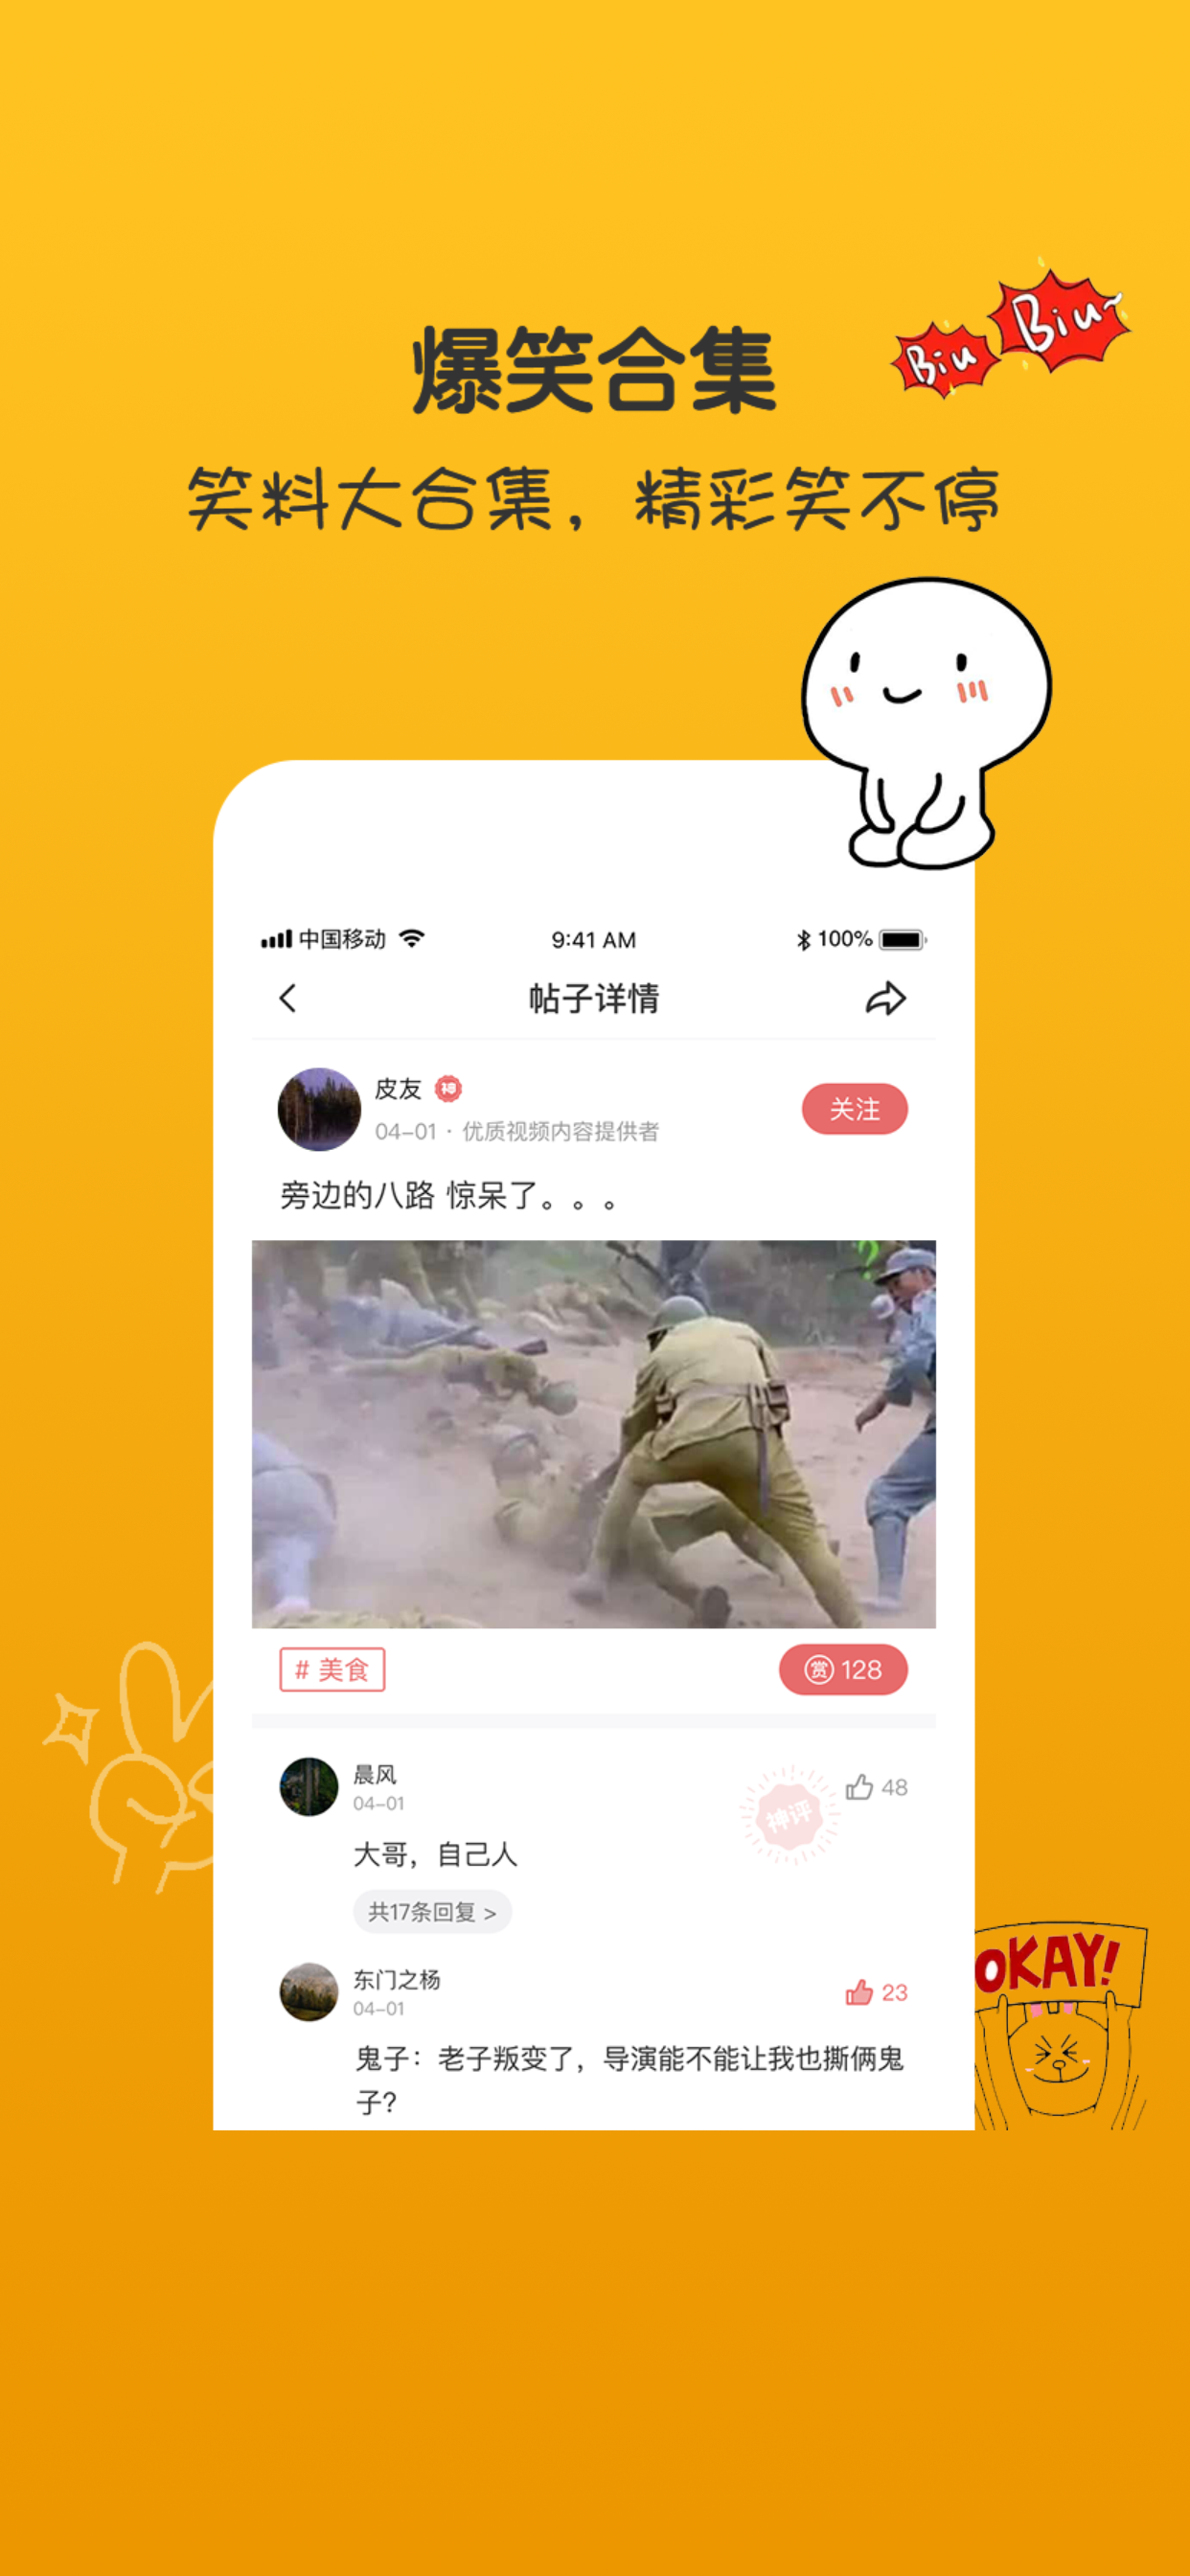 爆笑合集
Biu Biu~
笑料大合集，精彩笑不停
中国移动 9:41 AM 100%
帖子详情
皮友 神
04-01 · 优质视频内容提供者
关注
旁边的八路 惊呆了。。。
?
# 美食
赏 128
晨风
04-01
神评
48
大哥，自己人
共17条回复 >
东门之杨
04-01
23
OKAY!
鬼子：老子叛变了，导演能不能让我也撕俩鬼
子?